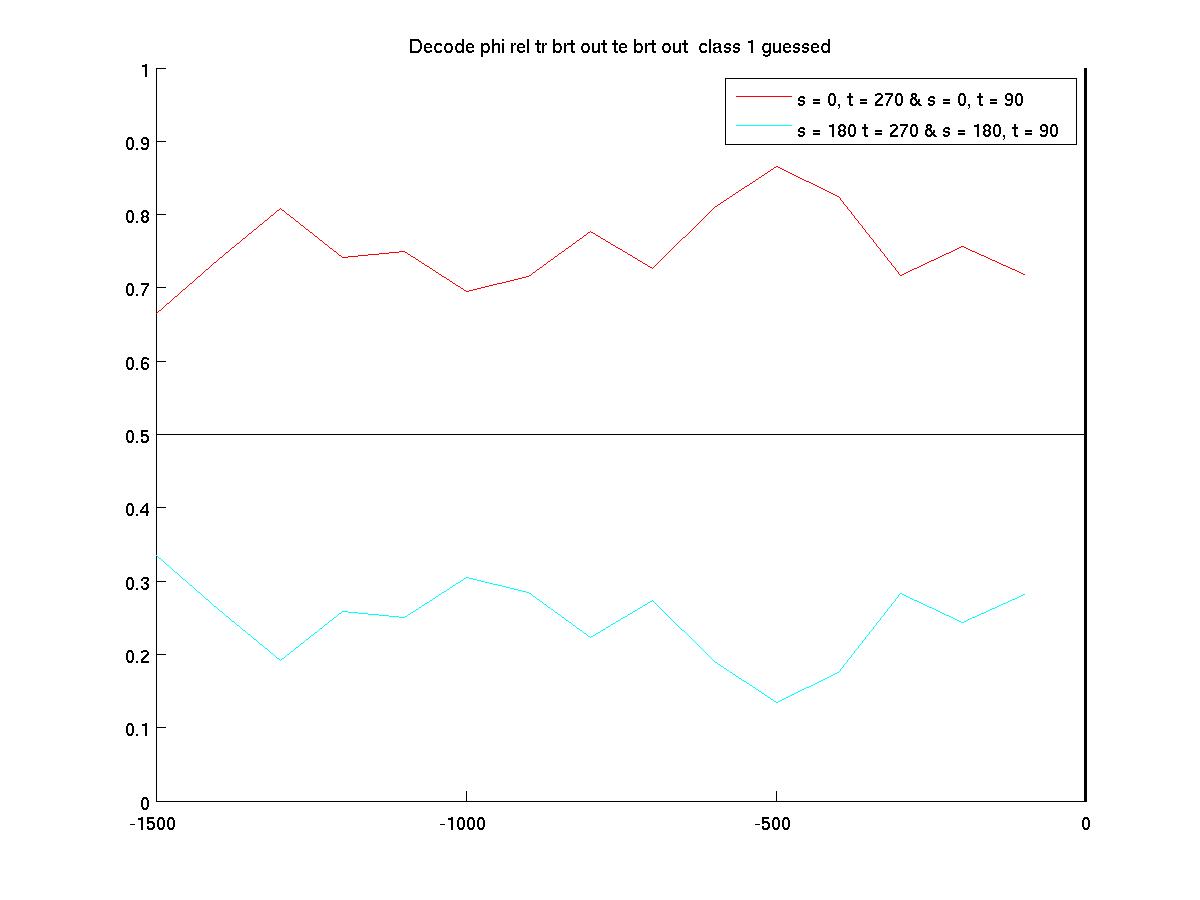 Decode phi rel tr brt out te brt out class 1 guessed
s = 0, t = 270 & s = 0, t = 90
s = 180 t = 270 & s = 180, t = 90
1
0.9
0.8
0.7
0.6
0.5
0.4
0.3
0.2
0.1
0
-1500 -1000 -500 0